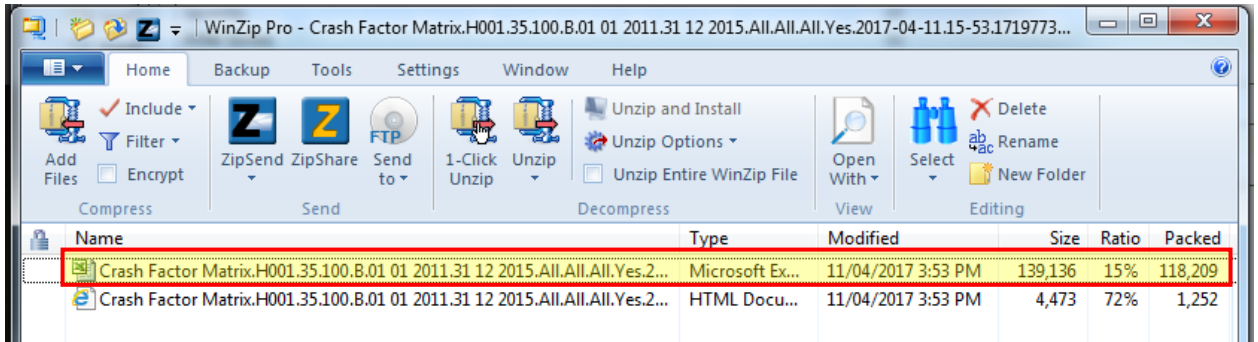 WinZip Pro - Crash Factor Matrix.H001.35.100.B.01 01 2011.31 12 2015.All.All.All.Yes.2017-04-11.15-53.1719773...
Home Backup Tools Settings Window Help
Add Files
Include
Filter
Encrypt
Compress
ZipSend
ZipShare
FTP
Send to
Send
1-Click Unzip
Unzip
Unzip and Install
Unzip Options
Unzip Entire WinZip File
Decompress
Open With
View
Select
Delete
ab ac Rename
New Folder
Editing
Name Type Modified Size Ratio Packed
Crash Factor Matrix.H001.35.100.B.01 01 2011.31 12 2015.All.All.All.Yes.2... Microsoft Ex... 11/04/2017 3:53 PM 139,136 15% 118,209
Crash Factor Matrix.H001.35.100.B.01 01 2011.31 12 2015.All.All.All.Yes.2... HTML Docu... 11/04/2017 3:53 PM 4,473 72% 1,252